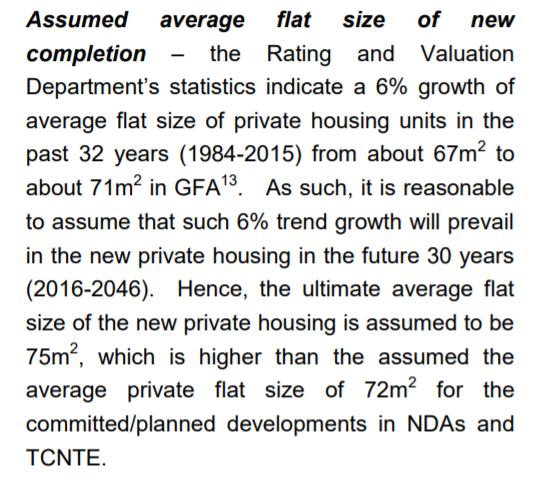 Assumed average flat size of new
completion – the Rating and Valuation
Department's statistics indicate a 6% growth of
average flat size of private housing units in the
past 32 years (1984-2015) from about 67m² to
about 71m² in GFA¹³. As such, it is reasonable
to assume that such 6% trend growth will prevail
in the new private housing in the future 30 years
(2016-2046). Hence, the ultimate average flat
size of the new private housing is assumed to be
75m², which is higher than the assumed the
average private flat size of 72m² for the
committed/planned developments in NDAs and
TCNTE.